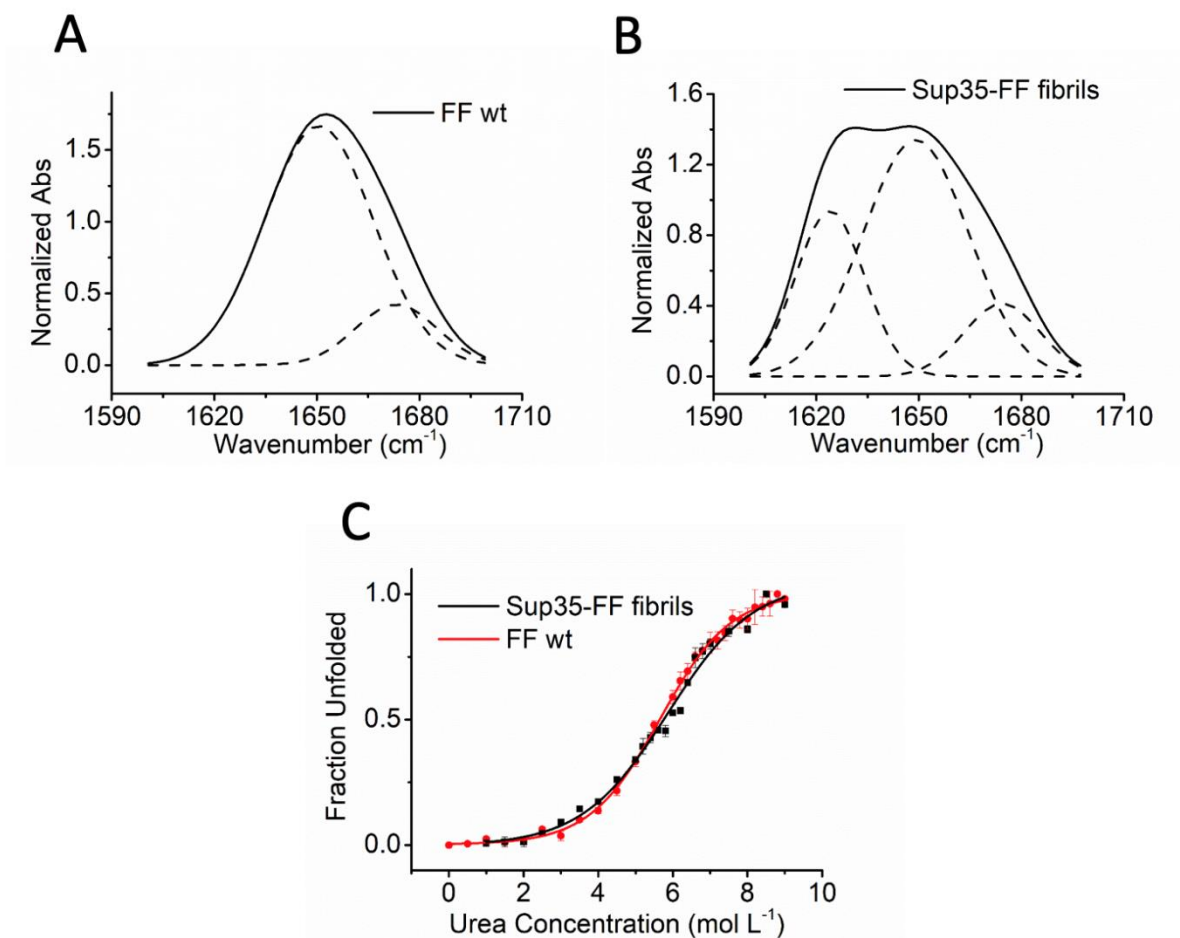 A
B
FF wt
Sup35-FF fibrils
Normalized Abs
1.5
1.0
0.5
0.0
1590 1620 1650 1680 1710
Wavenumber (cm⁻¹)
Normalized Abs
1.6
1.2
0.8
0.4
0.0
1590 1620 1650 1680 1710
Wavenumber (cm⁻¹)
C
Sup35-FF fibrils
FF wt
Fraction Unfolded
1.0
0.5
0.0
0 2 4 6 8 10
Urea Concentration (mol L⁻¹)